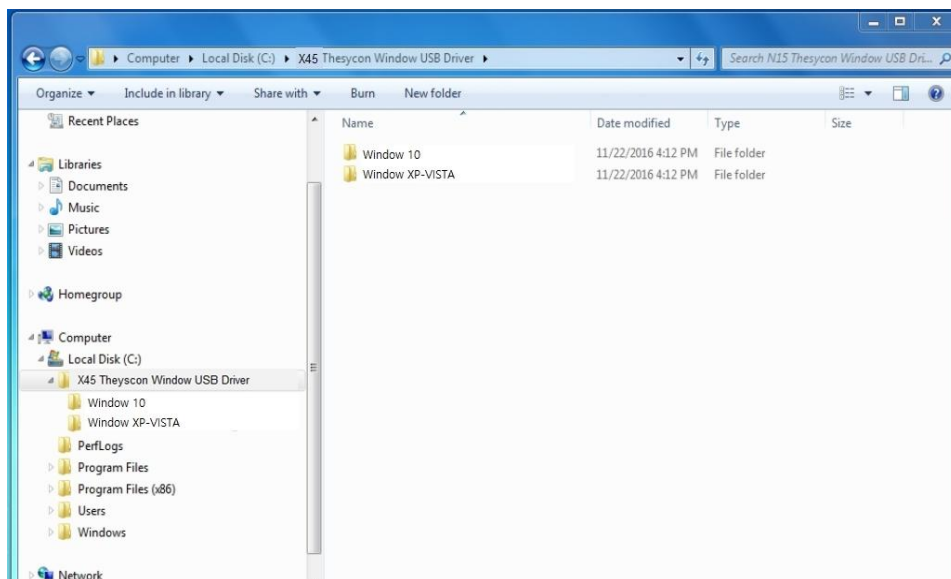 Computer Local Disk (C:) X45 Thesycon Window USB Driver
Search N15 Thesycon Window USB Dri...
Organize Include in library Share with Burn New folder
Recent Places
Libraries
Documents
Music
Pictures
Videos
Homegroup
Computer
Local Disk (C:)
X45 Theyscon Window USB Driver
Window 10
Window XP-VISTA
PerfLogs
Program Files
Program Files (x86)
Users
Windows
Network
Name Date modified Type Size
Window 10 11/22/2016 4:12 PM File folder
Window XP-VISTA 11/22/2016 4:12 PM File folder